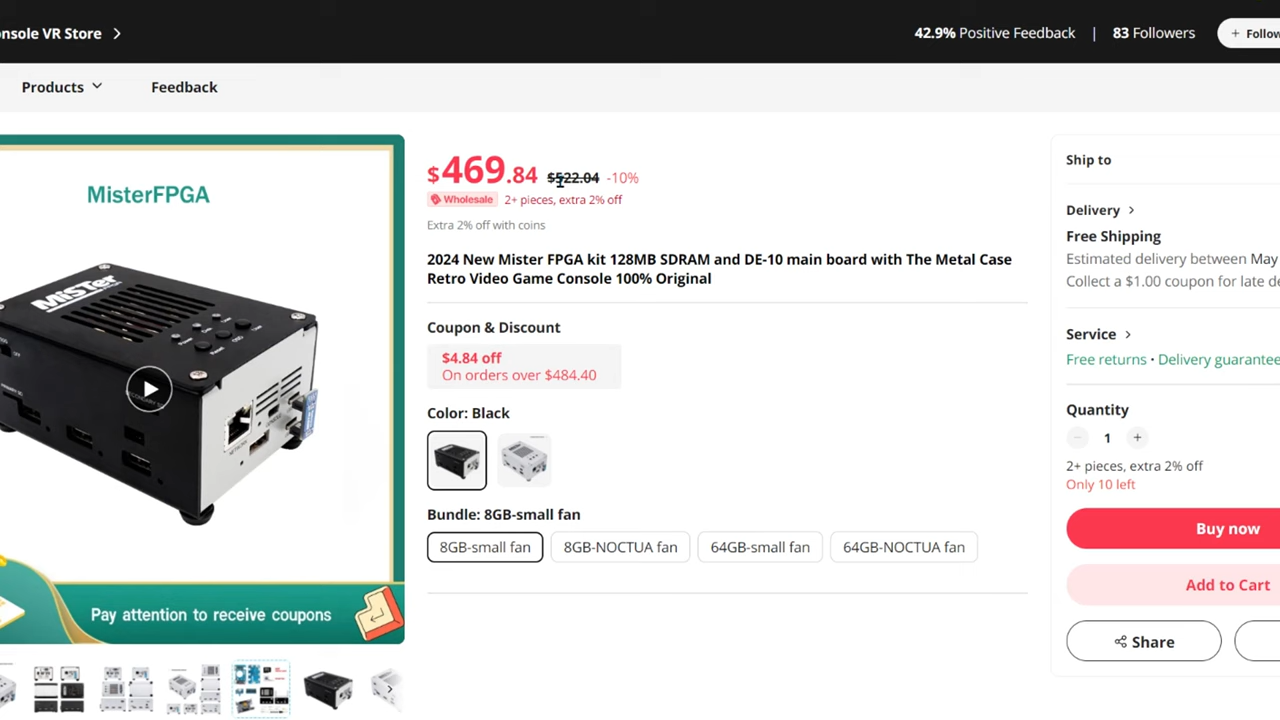 onsole VR Store
42.9% Positive Feedback | 83 Followers
+ Follow
Products
Feedback
MisterFPGA
MiSTer
Pay attention to receive coupons
$469.84 $522.04 -10%
Wholesale 2+ pieces, extra 2% off
Extra 2% off with coins
2024 New Mister FPGA kit 128MB SDRAM and DE-10 main board with The Metal Case
Retro Video Game Console 100% Original
Coupon & Discount
$4.84 off
On orders over $484.40
Color: Black
Bundle: 8GB-small fan
8GB-small fan
8GB-NOCTUA fan
64GB-small fan
64GB-NOCTUA fan
Ship to
Delivery
Free Shipping
Estimated delivery between May
Collect a $1.00 coupon for late de
Service
Free returns · Delivery guarantee
Quantity
1
2+ pieces, extra 2% off
Only 10 left
Buy now
Add to Cart
Share